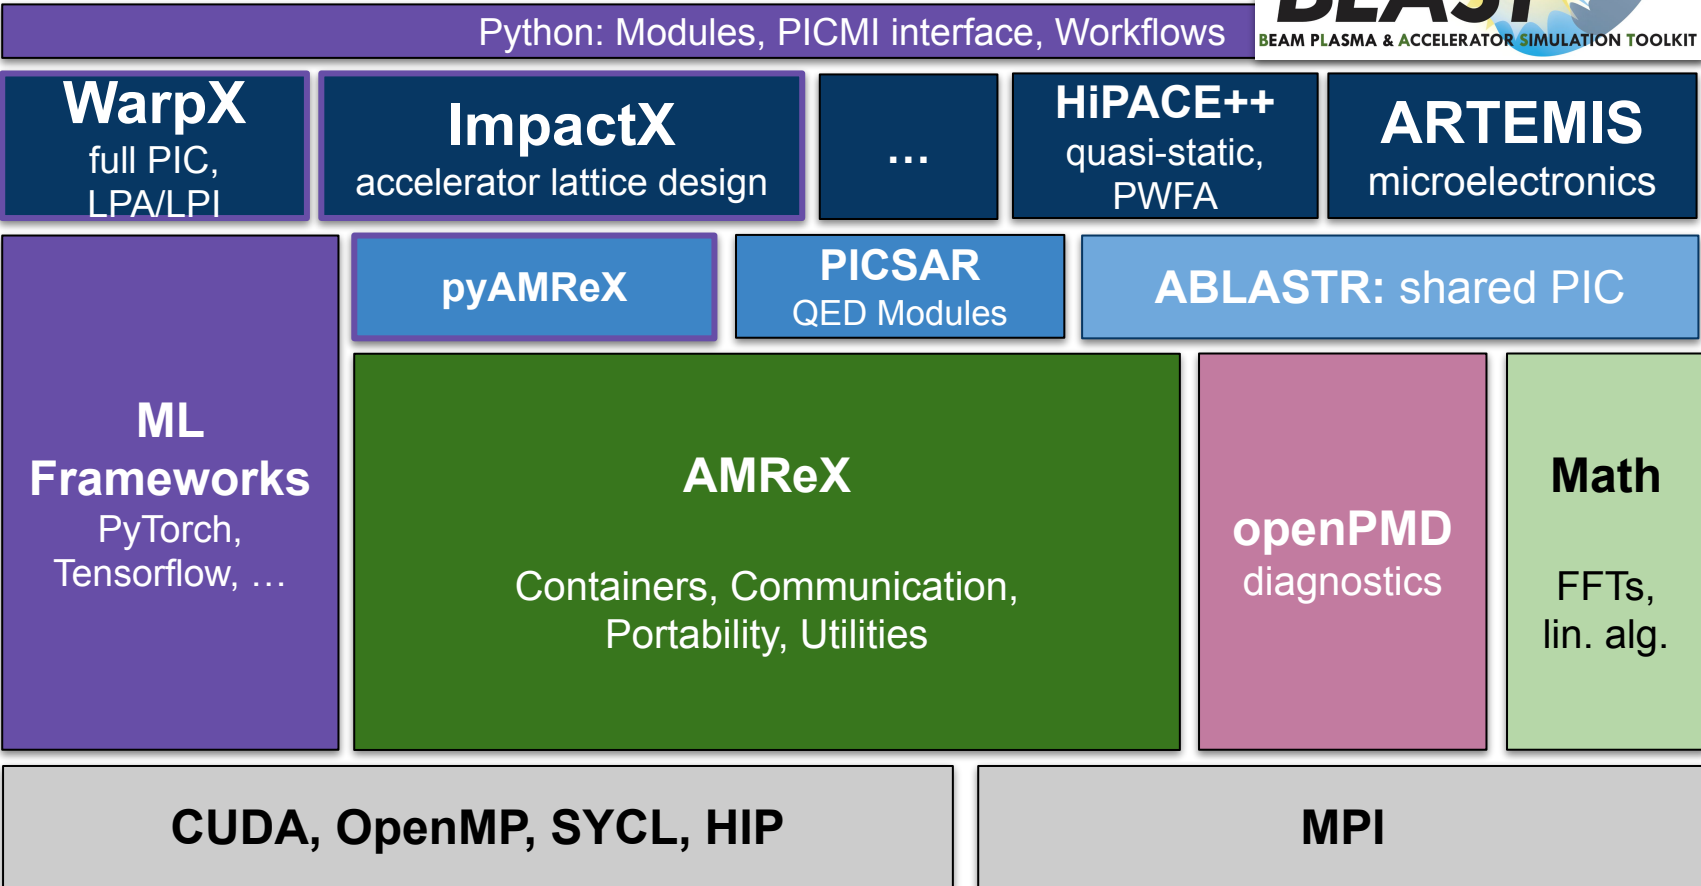 BLAST
Python: Modules, PICMI interface, Workflows
BEAM PLASMA & ACCELERATOR SIMULATION TOOLKIT
WarpX
full PIC,
LPA/LPI
ImpactX
accelerator lattice design
...
HiPACE++
quasi-static,
PWFA
ARTEMIS
microelectronics
pyAMReX
PICSAR
QED Modules
ABLASTR: shared PIC
ML
Frameworks
PyTorch,
Tensorflow, …
AMReX
Containers, Communication,
Portability, Utilities
openPMD
diagnostics
Math
FFTs,
lin. alg.
CUDA, OpenMP, SYCL, HIP
MPI